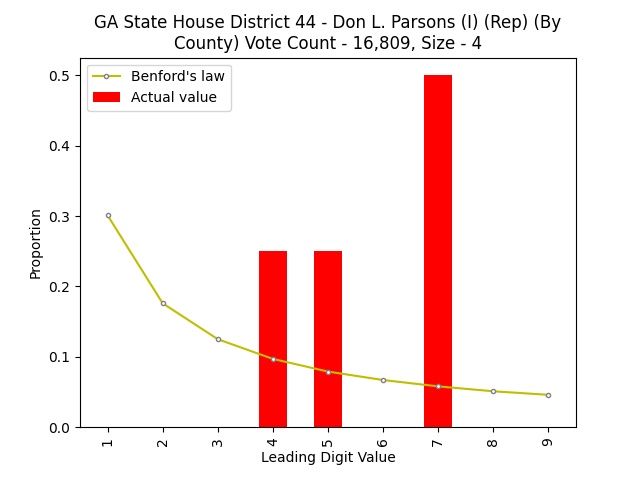 GA State House District 44 - Don L. Parsons (I) (Rep) (By
County) Vote Count - 16,809, Size - 4
Benford's law
Actual value
Proportion
0.5
0.4
0.3
0.2
0.1
0.0
1 2 3 4 5 6 7 8 9
Leading Digit Value